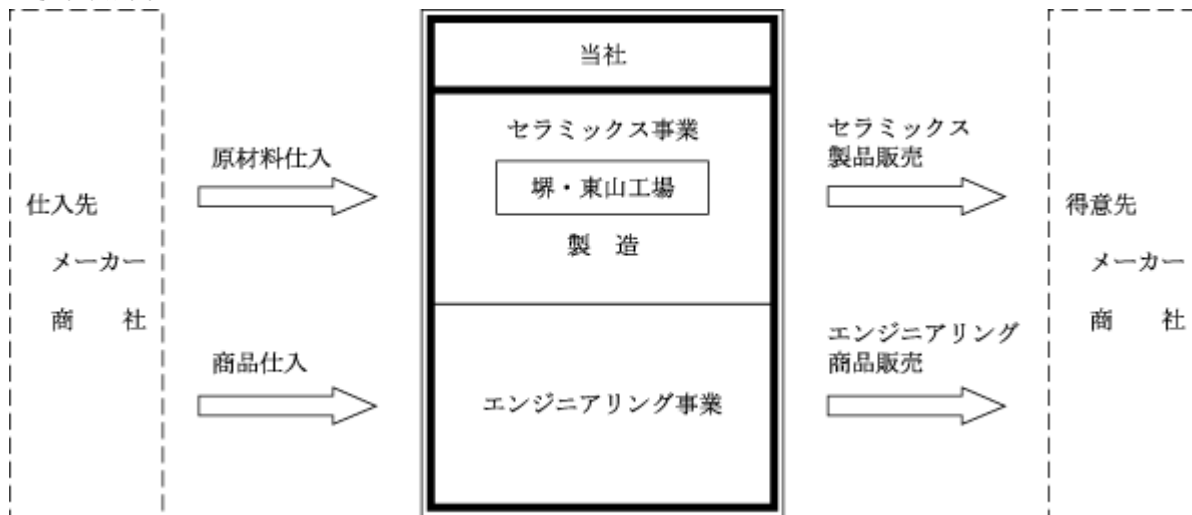 当社
セラミックス事業
堺・東山工場
製 造
エンジニアリング事業
仕入先
メーカー
商 社
原材料仕入
商品仕入
セラミックス
製品販売
エンジニアリング
商品販売
得意先
メーカー
商 社